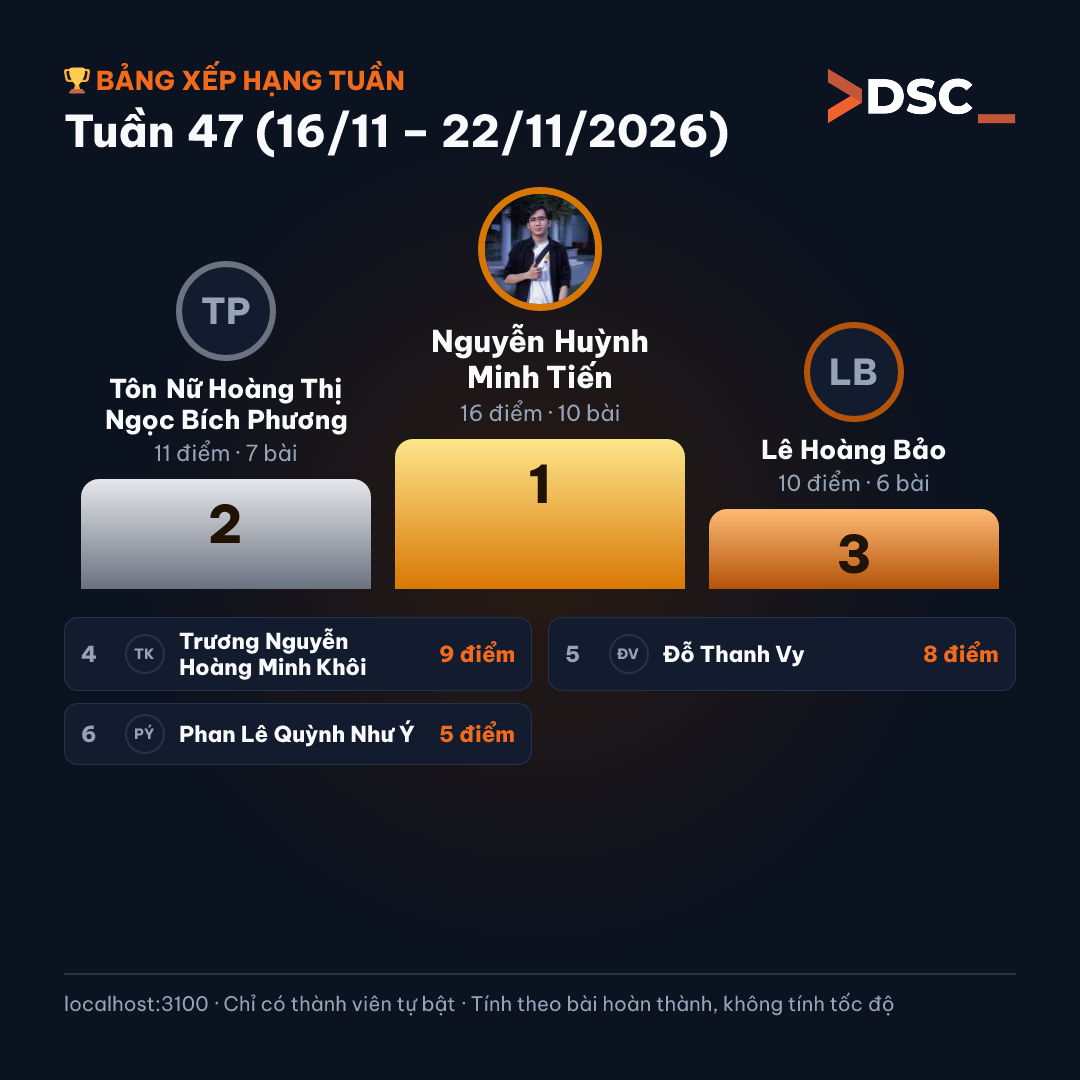 🏆 BẢNG XẾP HẠNG TUẦN
Tuần 47 (16/11 – 22/11/2026)
>DSC_
TP
Tôn Nữ Hoàng Thị
Ngọc Bích Phương
11 điểm · 7 bài
2
Nguyễn Huỳnh
Minh Tiến
16 điểm · 10 bài
1
LB
Lê Hoàng Bảo
10 điểm · 6 bài
3
4 TK Trương Nguyễn
Hoàng Minh Khôi 9 điểm
5 ĐV Đỗ Thanh Vy 8 điểm
6 PÝ Phan Lê Quỳnh Như Ý 5 điểm
localhost:3100 · Chỉ có thành viên tự bật · Tính theo bài hoàn thành, không tính tốc độ